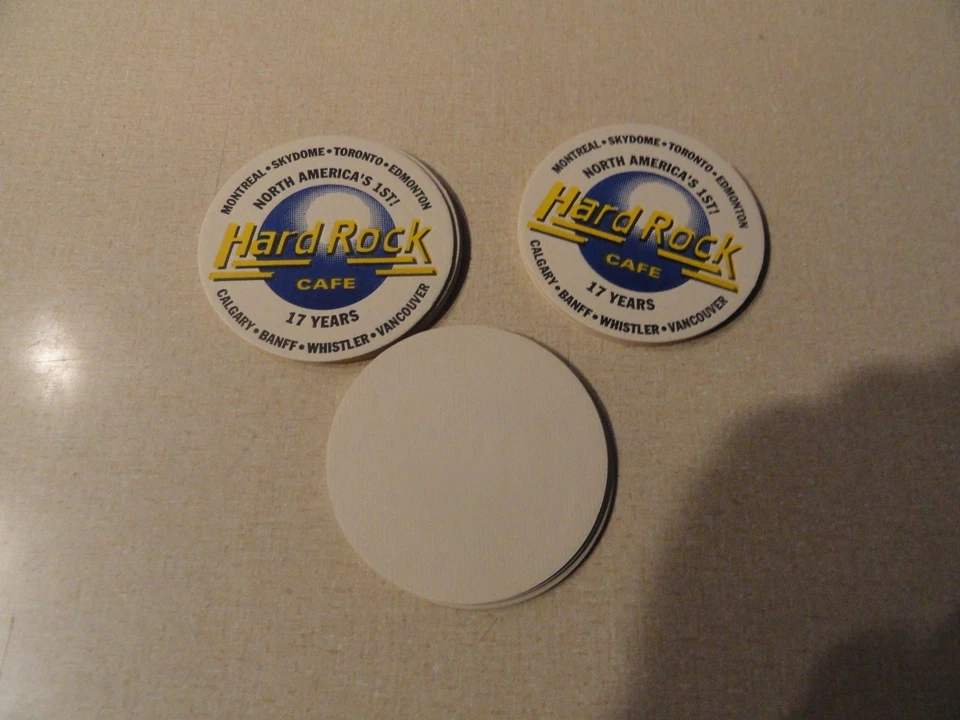 MONTREAL • SKYDOME • TORONTO • EDMONTON
NORTH AMERICA'S 1ST!
Hard Rock
CAFE
17 YEARS
CALGARY • BANFF • WHISTLER • VANCOUVER
MONTREAL • SKYDOME • TORONTO • EDMONTON
NORTH AMERICA'S 1ST!
Hard Rock
CAFE
17 YEARS
CALGARY • BANFF • WHISTLER • VANCOUVER